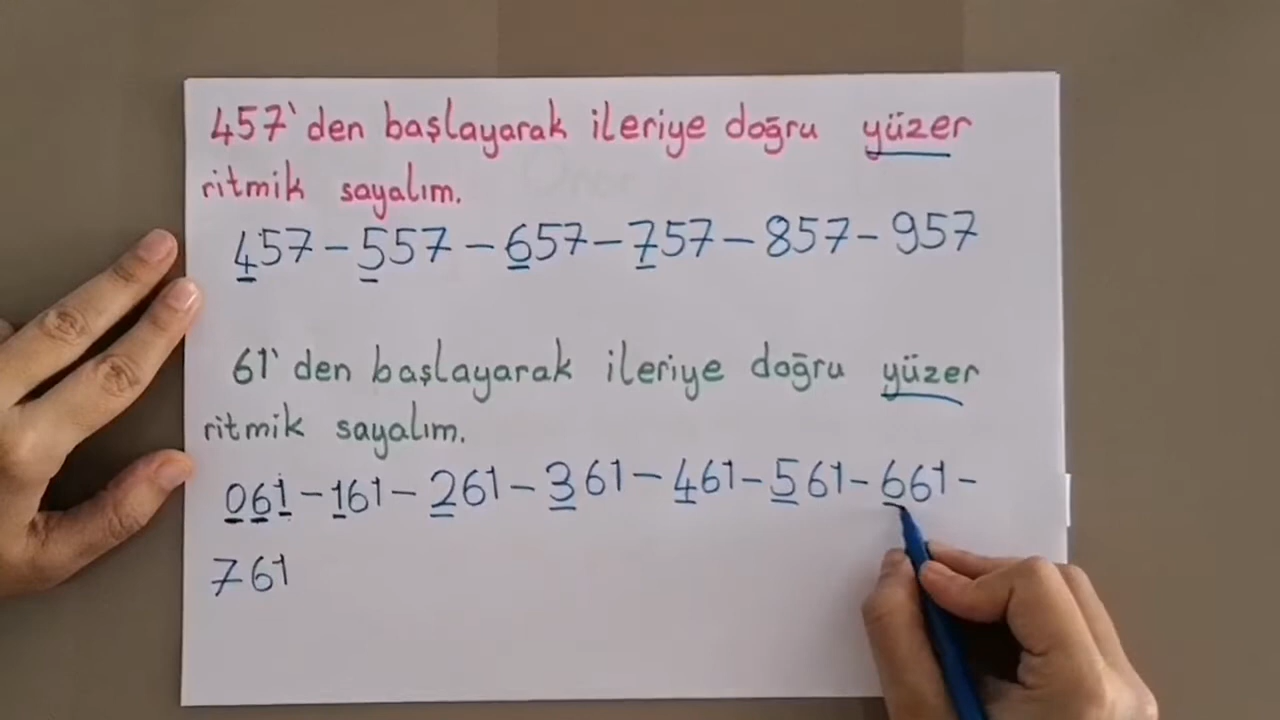 457'den başlayarak ileriye doğru yüzer
ritmik sayalım.
457 - 557 - 657 - 757 - 857 - 957
61'den başlayarak ileriye doğru yüzer
ritmik sayalım.
061 - 161 - 261 - 361 - 461 - 561 - 661 -
761